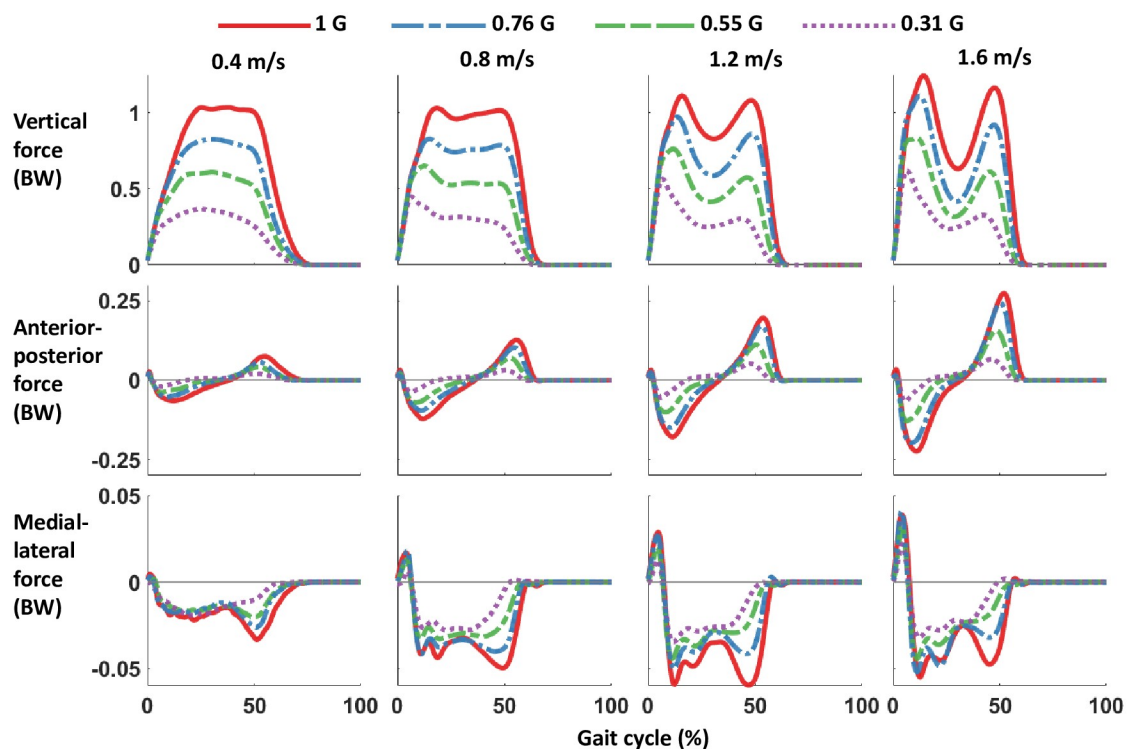 1 G 0.76 G 0.55 G 0.31 G
0.4 m/s 0.8 m/s 1.2 m/s 1.6 m/s
Vertical
force
(BW)
1
0.5
0
Anterior-
posterior
force
(BW)
0.25
0
-0.25
Medial-
lateral
force
(BW)
0.05
0
-0.05
0 50 100 0 50 100 0 50 100 0 50 100
Gait cycle (%)